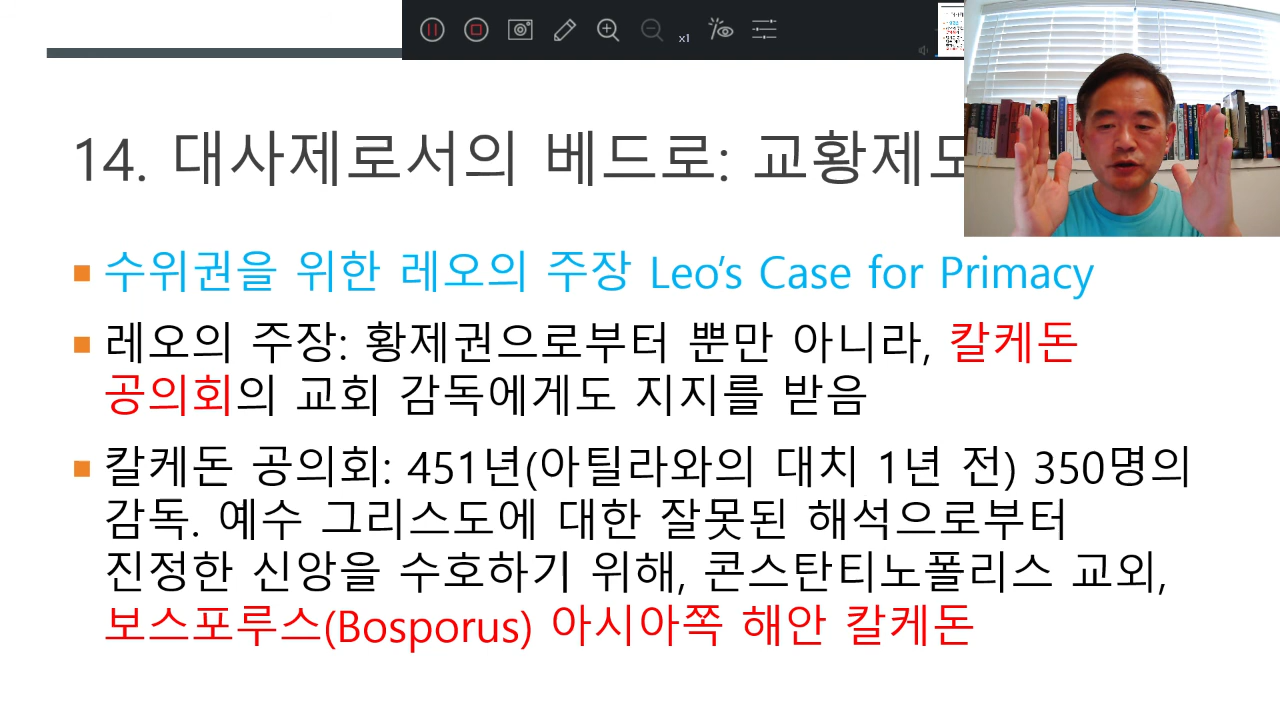 x1
14. 대사제로서의 베드로: 교황제도
수위권을 위한 레오의 주장 Leo's Case for Primacy
레오의 주장: 황제권으로부터 뿐만 아니라, 칼케돈
공의회의 교회 감독에게도 지지를 받음
칼케돈 공의회: 451년(아틸라와의 대치 1년 전) 350명의
감독. 예수 그리스도에 대한 잘못된 해석으로부터
진정한 신앙을 수호하기 위해, 콘스탄티노폴리스 교외,
보스포루스(Bosporus) 아시아쪽 해안 칼케돈